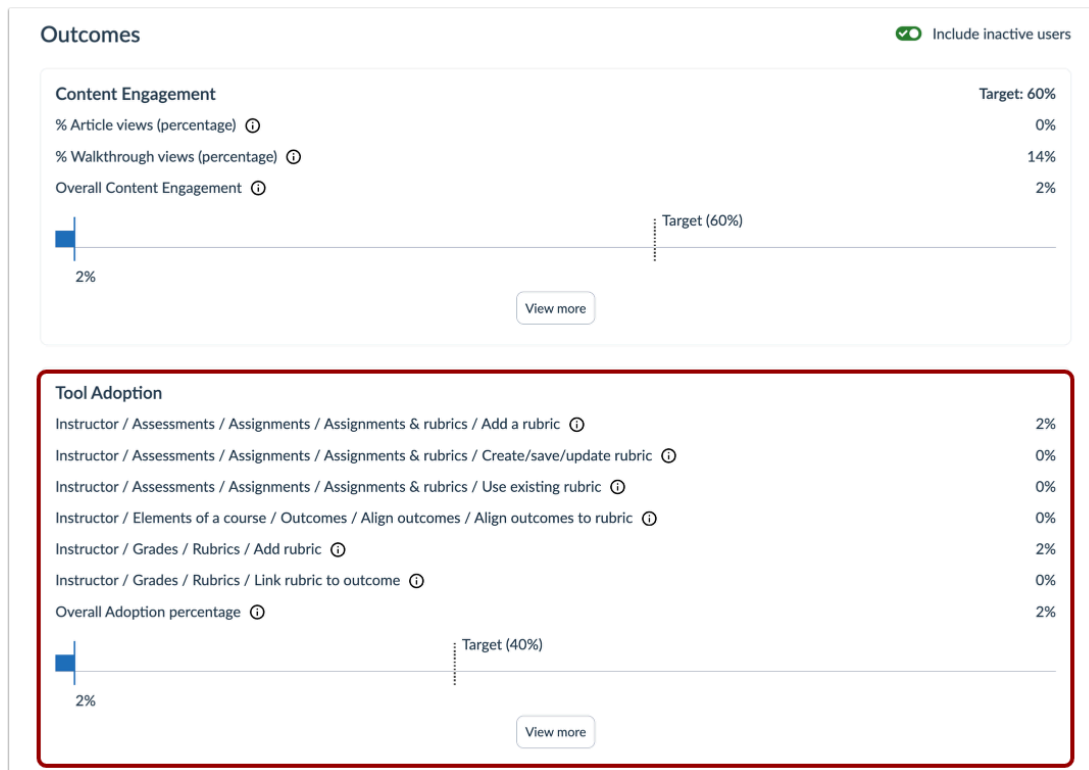 Outcomes
Include inactive users
Content Engagement
Target: 60%
% Article views (percentage)
0%
% Walkthrough views (percentage)
14%
Overall Content Engagement
2%
Target (60%)
2%
View more
Tool Adoption
Instructor / Assessments / Assignments / Assignments & rubrics / Add a rubric
2%
Instructor / Assessments / Assignments / Assignments & rubrics / Create/save/update rubric
0%
Instructor / Assessments / Assignments / Assignments & rubrics / Use existing rubric
0%
Instructor / Elements of a course / Outcomes / Align outcomes / Align outcomes to rubric
0%
Instructor / Grades / Rubrics / Add rubric
2%
Instructor / Grades / Rubrics / Link rubric to outcome
0%
Overall Adoption percentage
2%
Target (40%)
2%
View more